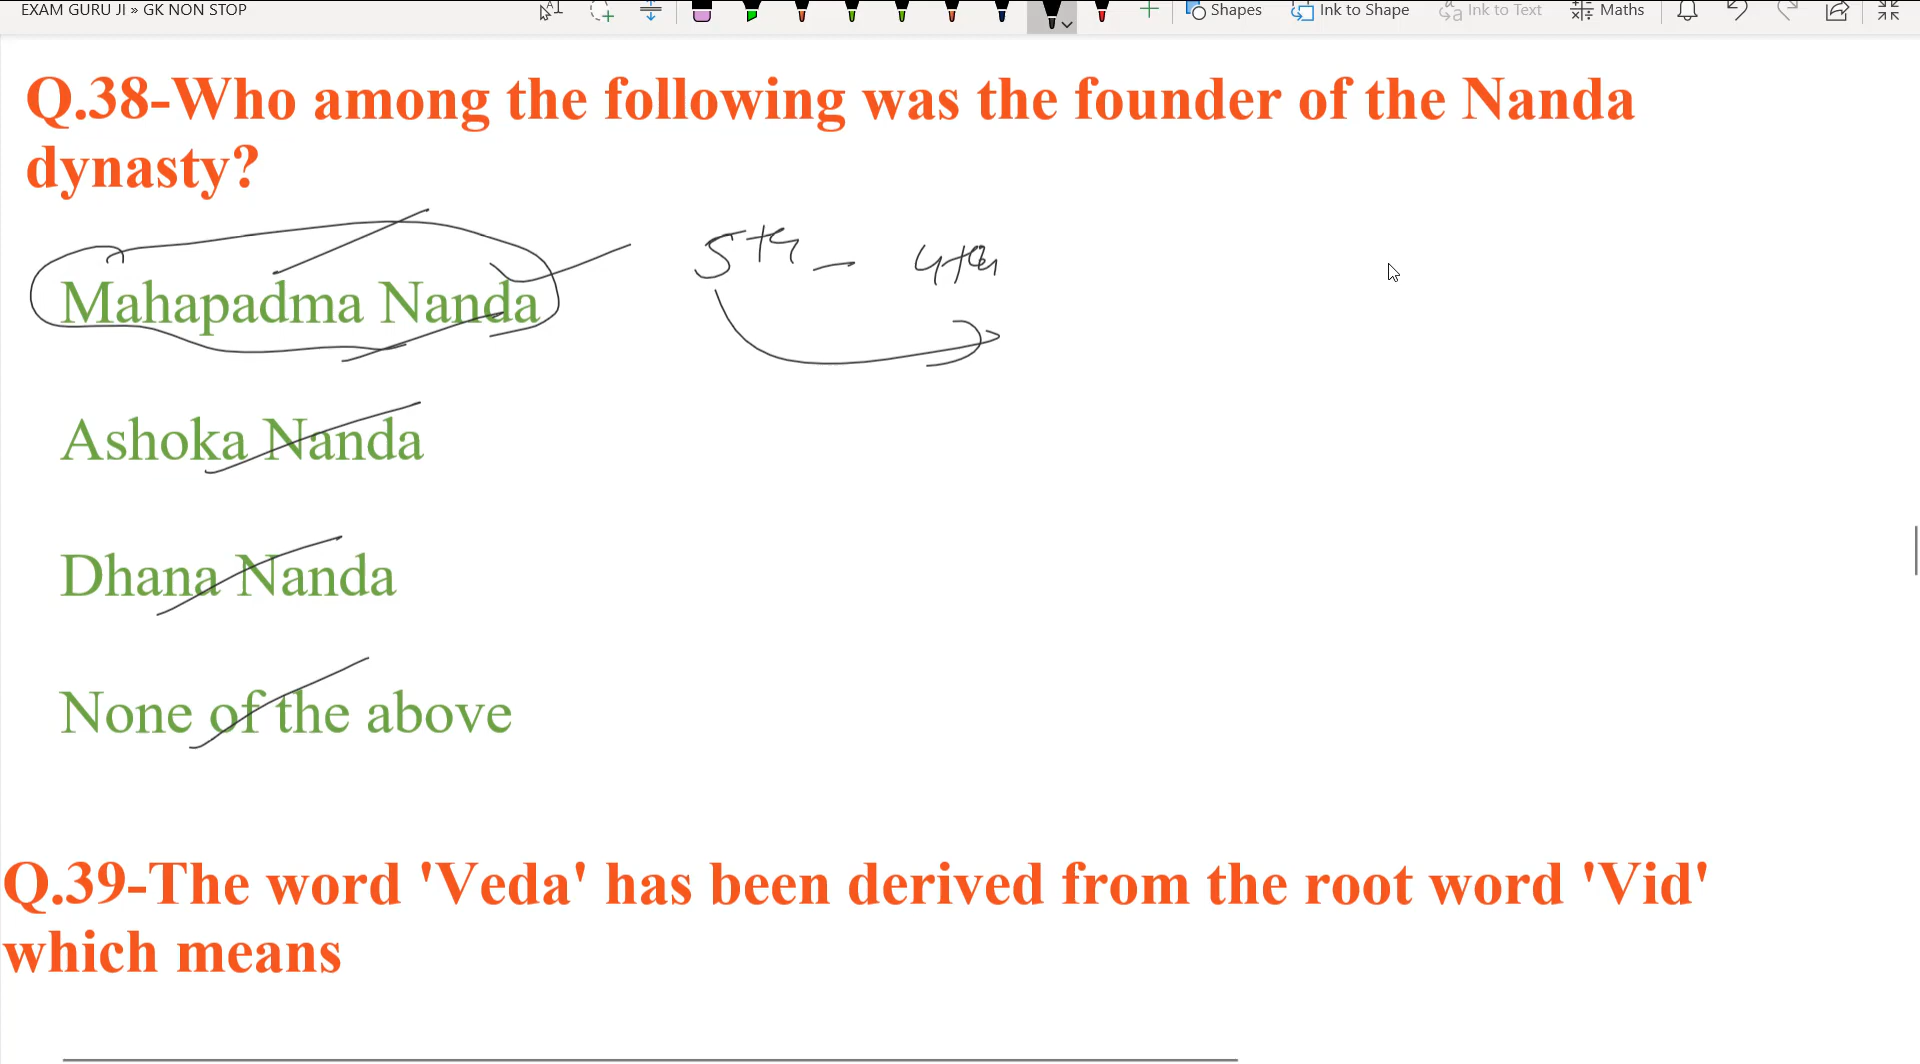 EXAM GURU JI » GK NON STOP
Shapes
Ink to Shape
Ink to Text
Maths
Q.38-Who among the following was the founder of the Nanda
dynasty?
Mahapadma Nanda
5th – 4th
Ashoka Nanda
Dhana Nanda
None of the above
Q.39-The word 'Veda' has been derived from the root word 'Vid'
which means